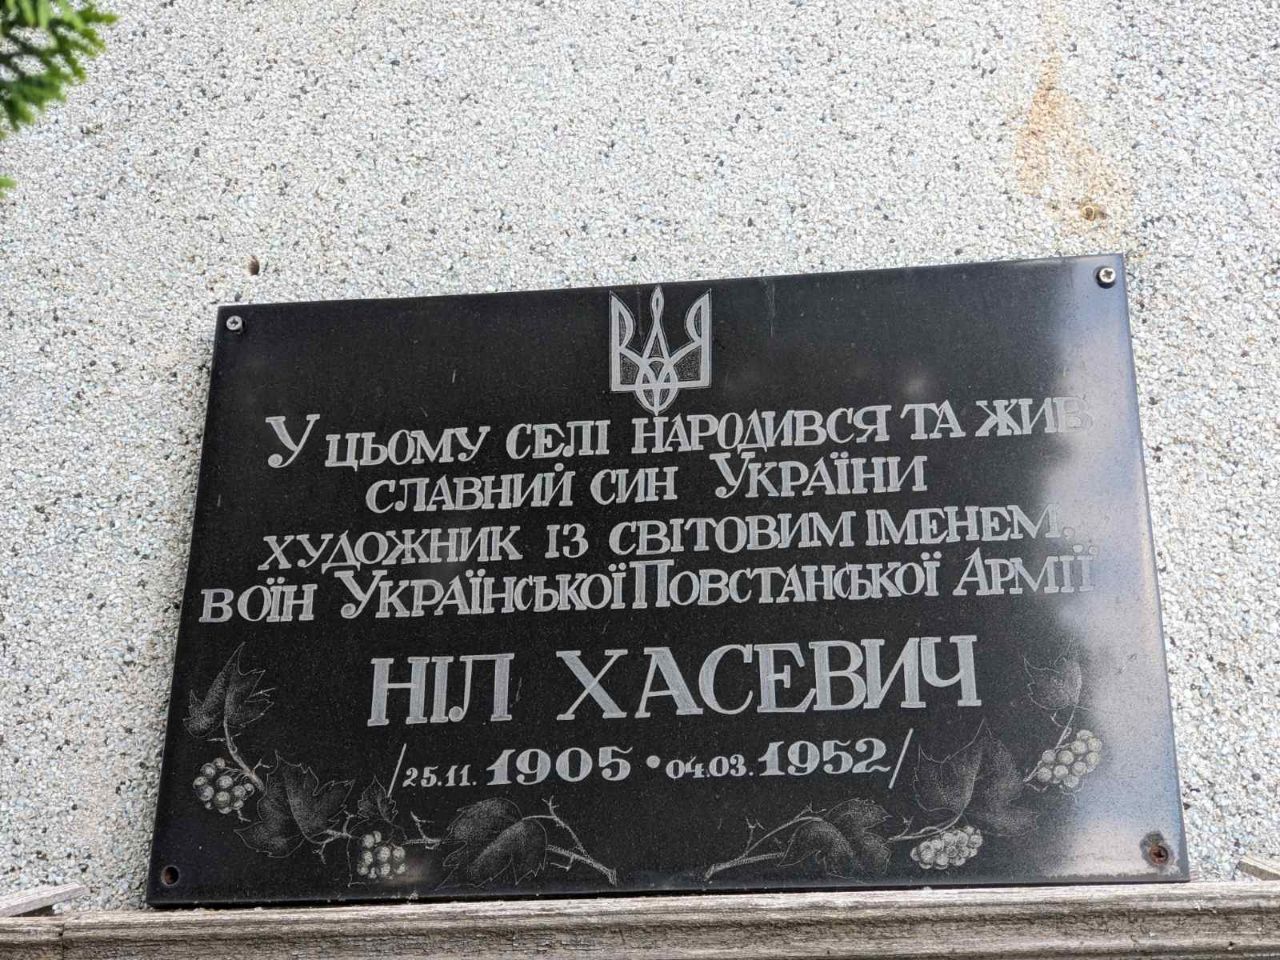 У цьому селі народився та жив
славний син України
художник із світовим іменем,
воїн Української Повстанської Армії
НІЛ ХАСЕВИЧ
/25.11. 1905 • 04.03. 1952/